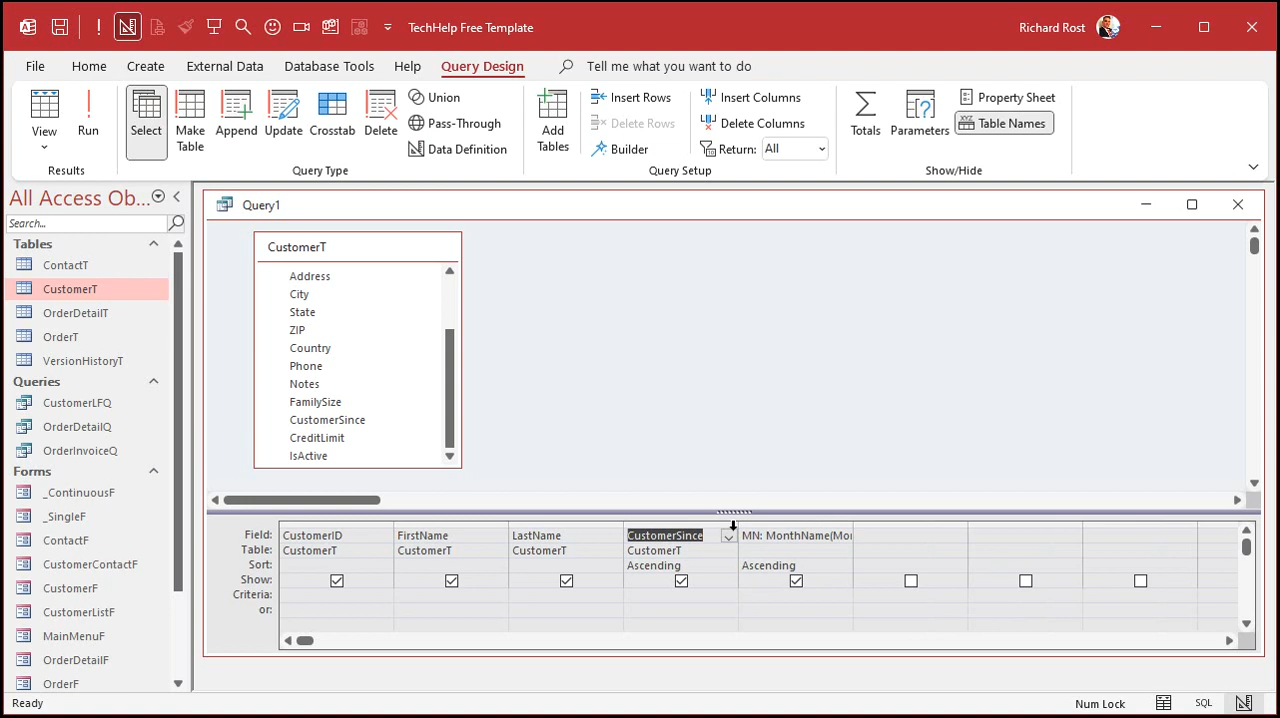 TechHelp Free Template
Richard Rost
File Home Create External Data Database Tools Help Query Design Tell me what you want to do
View
Run
Results
Select
Make Table
Append
Update
Crosstab
Delete
Union
Pass-Through
Data Definition
Query Type
Add Tables
Insert Rows
Delete Rows
Builder
Insert Columns
Delete Columns
Return: All
Query Setup
Totals
Parameters
Property Sheet
Table Names
Show/Hide
All Access Ob...
Search...
Tables
ContactT
CustomerT
OrderDetailT
OrderT
VersionHistoryT
Queries
CustomerLFQ
OrderDetailQ
OrderInvoiceQ
Forms
_ContinuousF
_SingleF
ContactF
CustomerContactF
CustomerF
CustomerListF
MainMenuF
OrderDetailF
OrderF
Query1
CustomerT
Address
City
State
ZIP
Country
Phone
Notes
FamilySize
CustomerSince
CreditLimit
IsActive
Field: CustomerID FirstName LastName CustomerSince MN: MonthName(Mo
Table: CustomerT CustomerT CustomerT CustomerT
Sort: Ascending Ascending
Show:
Criteria:
or:
Ready
Num Lock
SQL